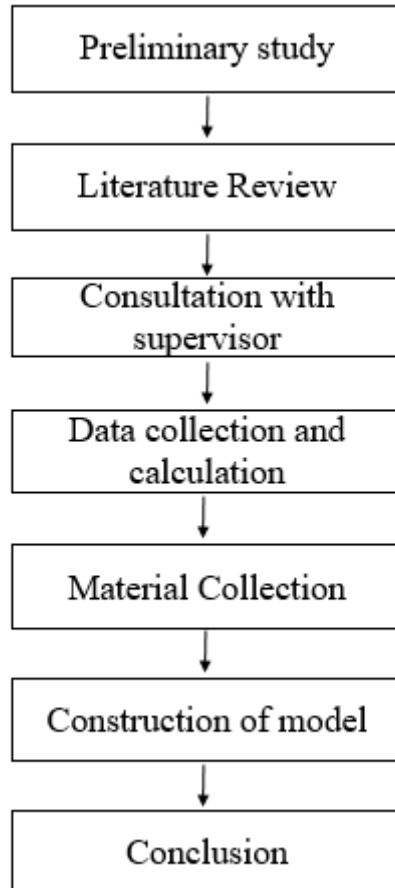 Preliminary study
Literature Review
Consultation with
supervisor
Data collection and
calculation
Material Collection
Construction of model
Conclusion